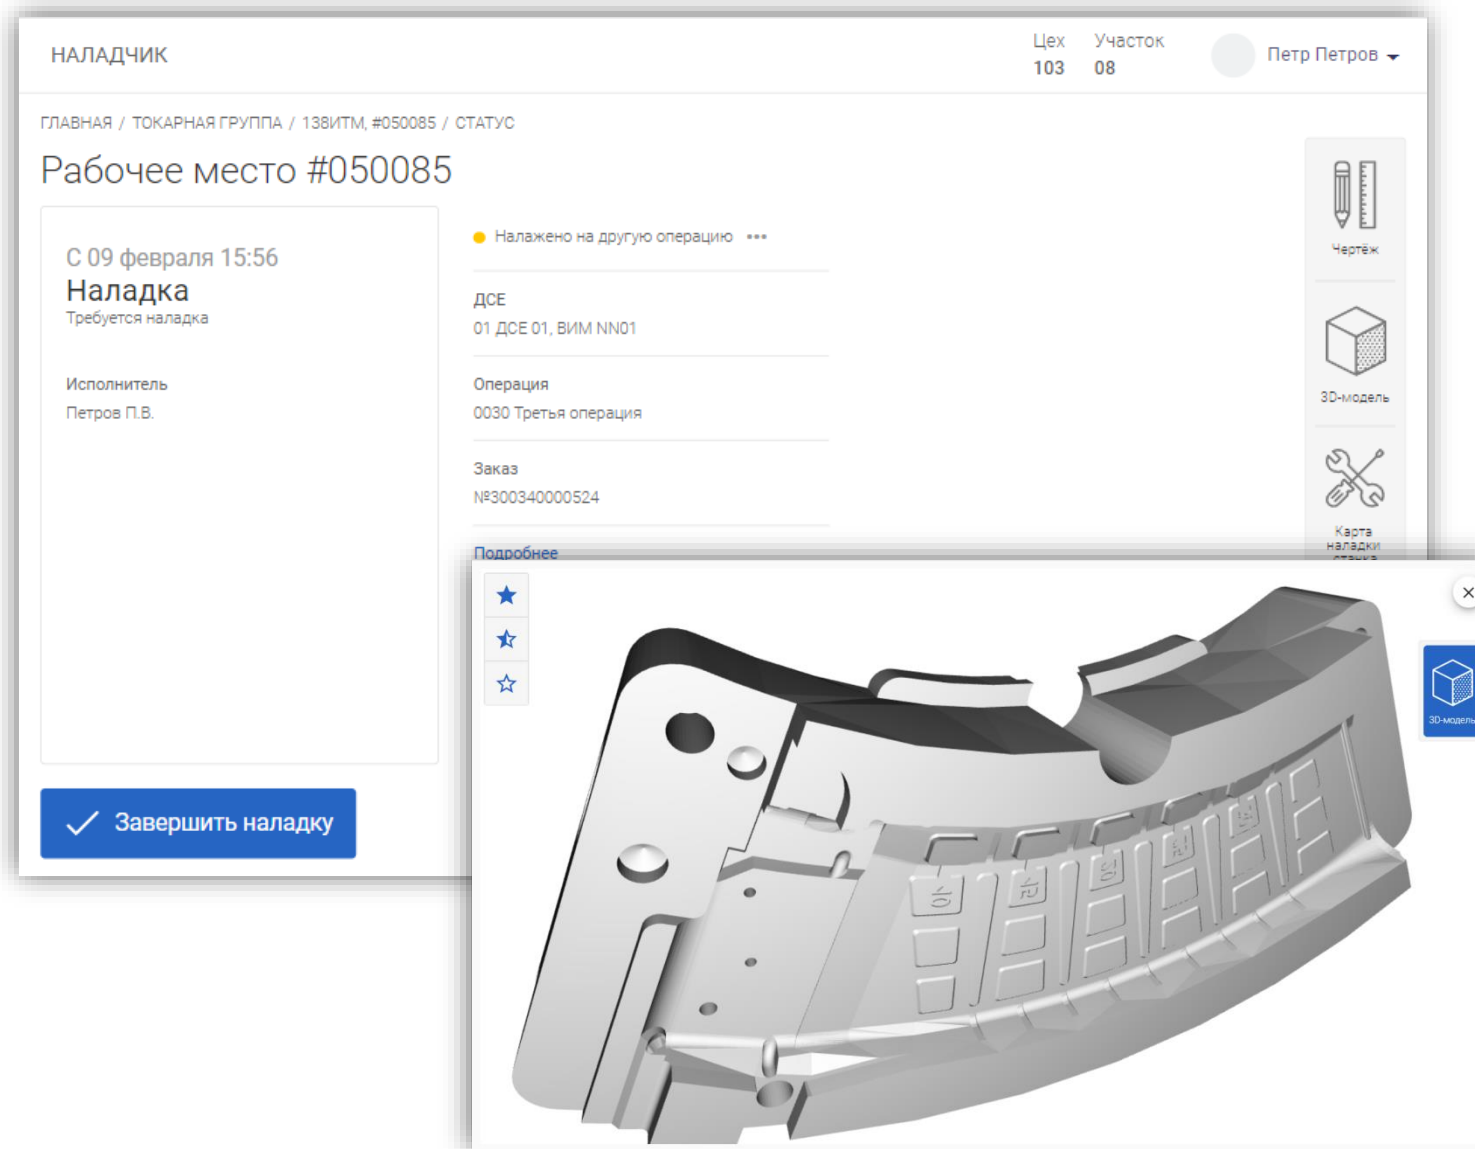 НАЛАДЧИК
Цех
103
Участок
08
Петр Петров
ГЛАВНАЯ / ТОКАРНАЯ ГРУППА / 138ИТМ, #050085 / СТАТУС
Рабочее место #050085
С 09 февраля 15:56
Наладка
Требуется наладка
Исполнитель
Петров П.В.
Налажено на другую операцию
ДСЕ
01 ДСЕ 01, ВИМ NN01
Операция
0030 Третья операция
Заказ
№300340000524
Подробнее
Завершить наладку
Чертёж
3D-модель
Карта
наладки
станка
3D-модель